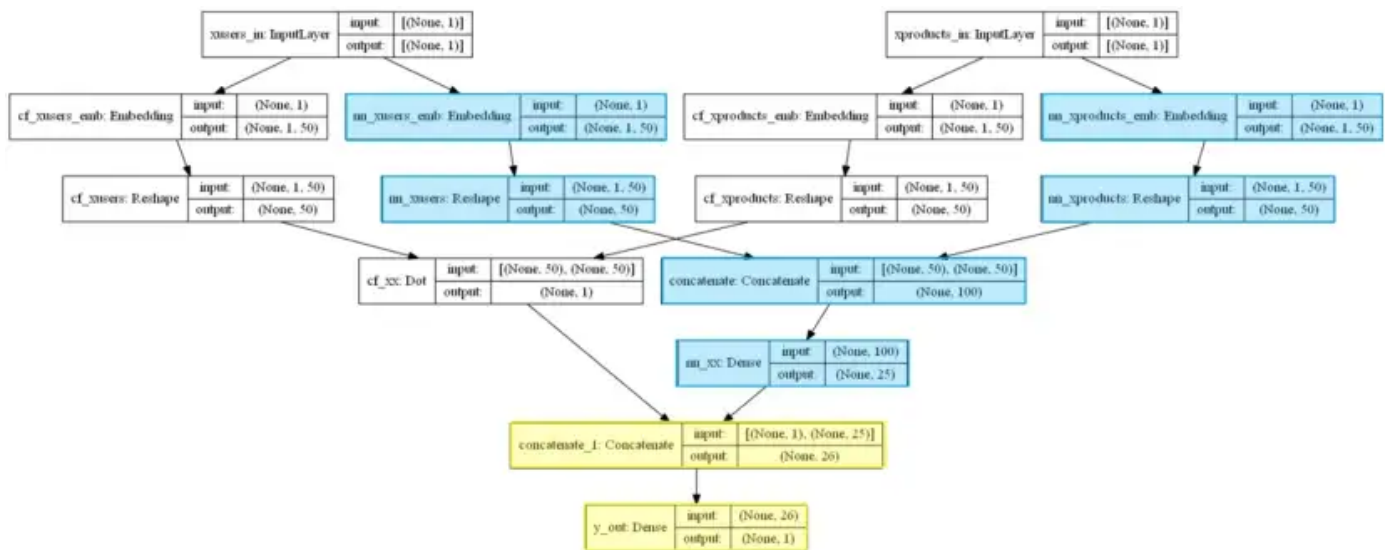 xusers_in: InputLayer input: [(None, 1)] output: [(None, 1)]
xproducts_in: InputLayer input: [(None, 1)] output: [(None, 1)]
cf_xusers_emb: Embedding input: (None, 1) output: (None, 1, 50)
nn_xusers_emb: Embedding input: (None, 1) output: (None, 1, 50)
cf_xproducts_emb: Embedding input: (None, 1) output: (None, 1, 50)
nn_xproducts_emb: Embedding input: (None, 1) output: (None, 1, 50)
cf_xusers: Reshape input: (None, 1, 50) output: (None, 50)
nn_xusers: Reshape input: (None, 1, 50) output: (None, 50)
cf_xproducts: Reshape input: (None, 1, 50) output: (None, 50)
nn_xproducts: Reshape input: (None, 1, 50) output: (None, 50)
cf_xx: Dot input: [(None, 50), (None, 50)] output: (None, 1)
concatenate: Concatenate input: [(None, 50), (None, 50)] output: (None, 100)
nn_xx: Dense input: (None, 100) output: (None, 25)
concatenate_1: Concatenate input: [(None, 1), (None, 25)] output: (None, 26)
y_out: Dense input: (None, 26) output: (None, 1)